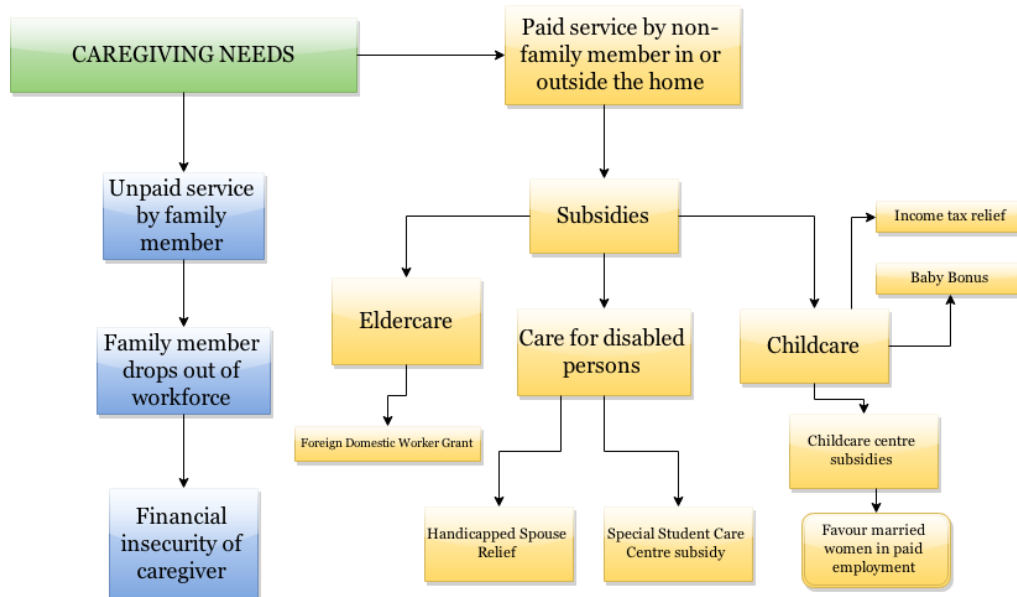 CAREGIVING NEEDS
Paid service by non-
family member in or
outside the home
Unpaid service
by family
member
Subsidies
Income tax relief
Baby Bonus
Eldercare
Care for disabled
persons
Childcare
Family member
drops out of
workforce
Foreign Domestic Worker Grant
Childcare centre
subsidies
Financial
insecurity of
caregiver
Handicapped Spouse
Relief
Special Student Care
Centre subsidy
Favour married
women in paid
employment